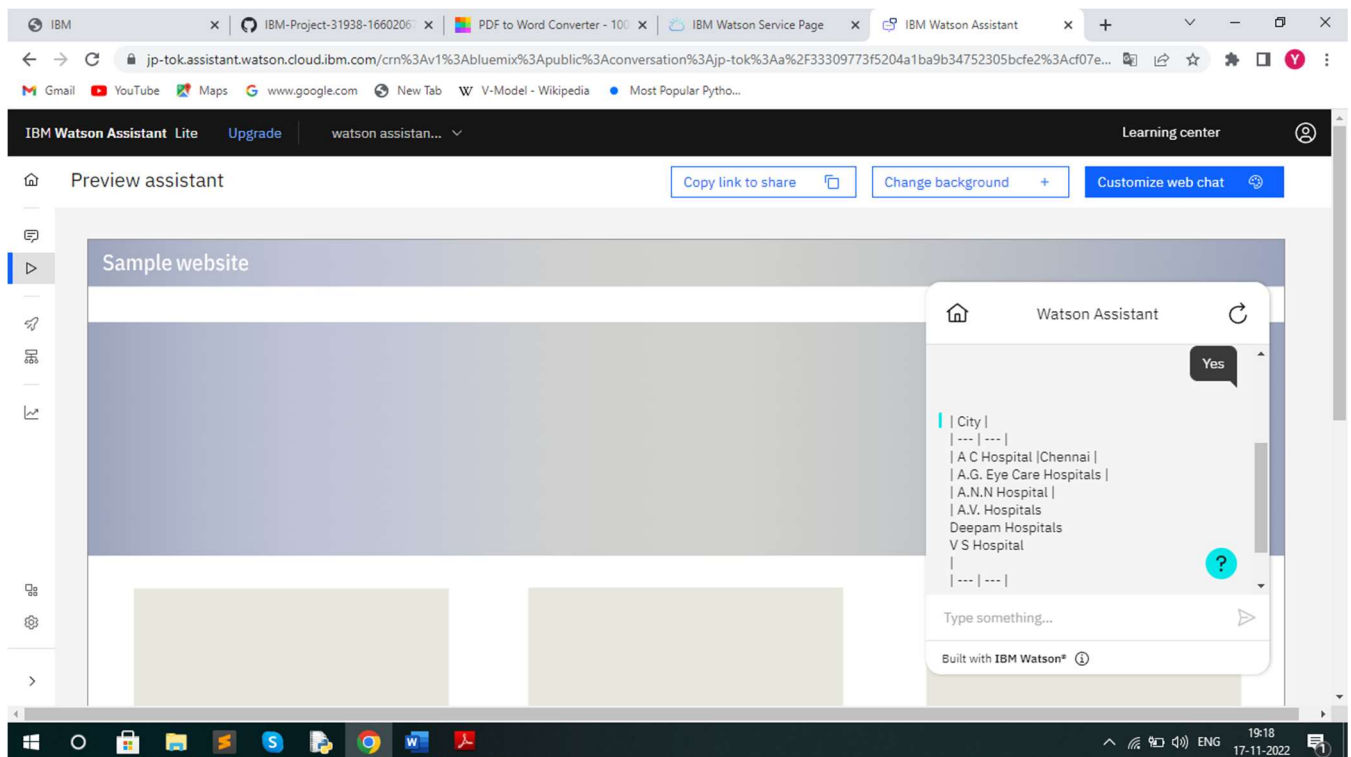 IBM
IBM-Project-31938-16602067
PDF to Word Converter - 100
IBM Watson Service Page
IBM Watson Assistant
jp-tok.assistant.watson.cloud.ibm.com/crn%3Av1%3Abluemix%3Apublic%3Aconversation%3Ajp-tok%3Aa%2F33309773f5204a1ba9b34752305bcfe2%3Acf07e...
Y
Gmail
YouTube
Maps
www.google.com
New Tab
W V-Model - Wikipedia
Most Popular Pytho...
IBM Watson Assistant Lite
Upgrade
watson assistan...
Learning center
Preview assistant
Copy link to share
Change background +
Customize web chat
Sample website
Watson Assistant
Yes
| City |
| --- | --- |
| A C Hospital |Chennai |
| A.G. Eye Care Hospitals |
| A.N.N Hospital |
| A.V. Hospitals
Deepam Hospitals
V S Hospital
|
| --- | --- |
?
Type something...
Built with IBM Watson®
ENG
19:18
17-11-2022
1